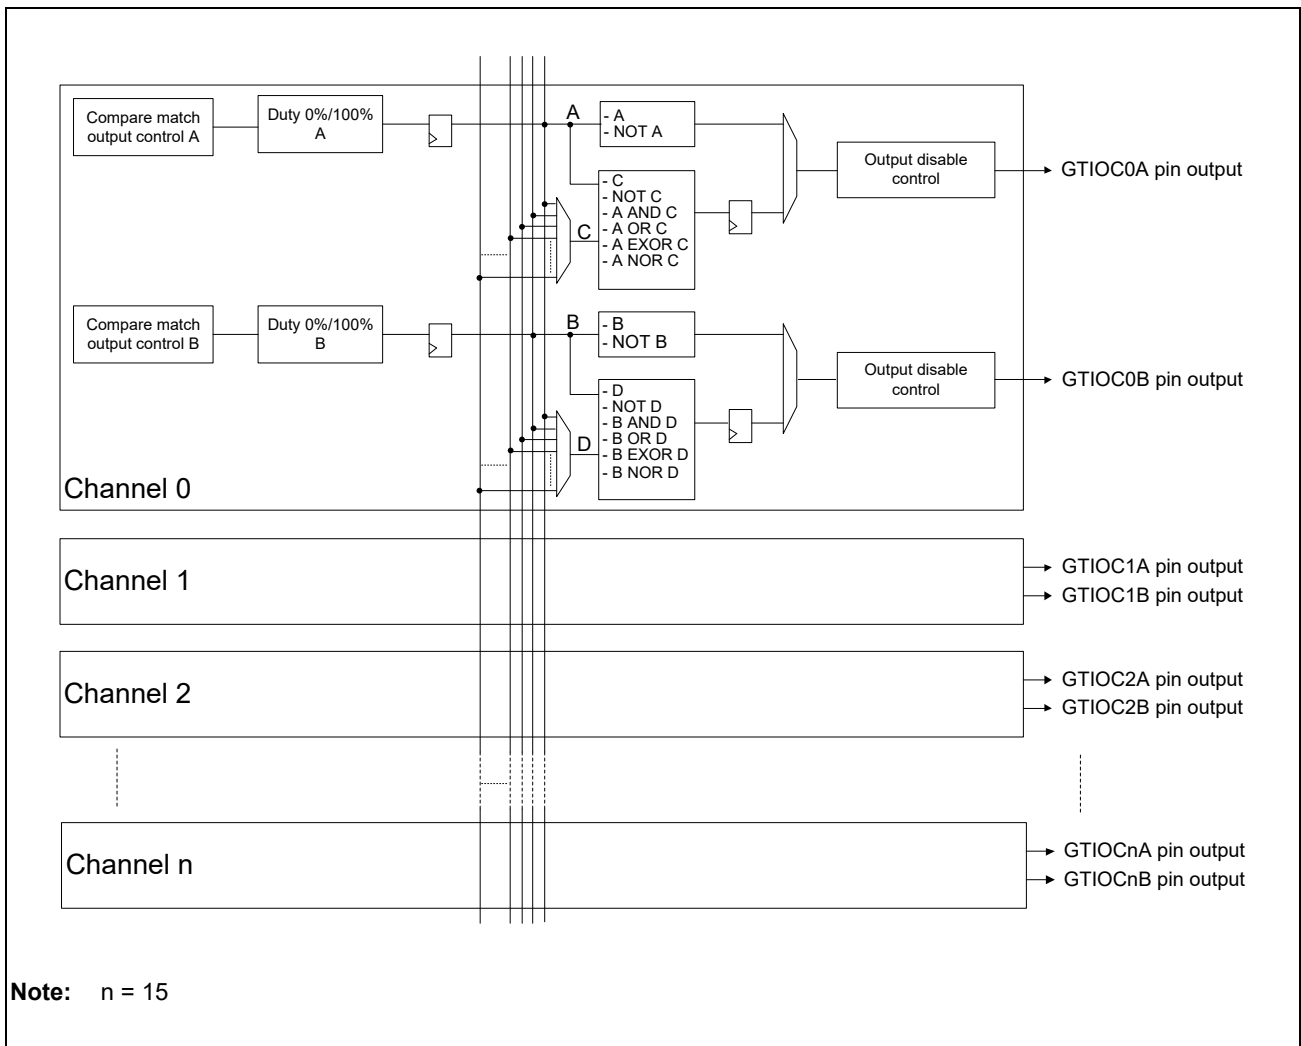 Compare match
output control A
Duty 0%/100%
A
A
- A
- NOT A
Output disable
control
GTIOC0A pin output
- C
- NOT C
- A AND C
- A OR C
- A EXOR C
- A NOR C
C
Compare match
output control B
Duty 0%/100%
B
B
- B
- NOT B
Output disable
control
GTIOC0B pin output
- D
- NOT D
- B AND D
- B OR D
- B EXOR D
- B NOR D
D
Channel 0
Channel 1
GTIOC1A pin output
GTIOC1B pin output
Channel 2
GTIOC2A pin output
GTIOC2B pin output
Channel n
GTIOCnA pin output
GTIOCnB pin output
Note: n = 15